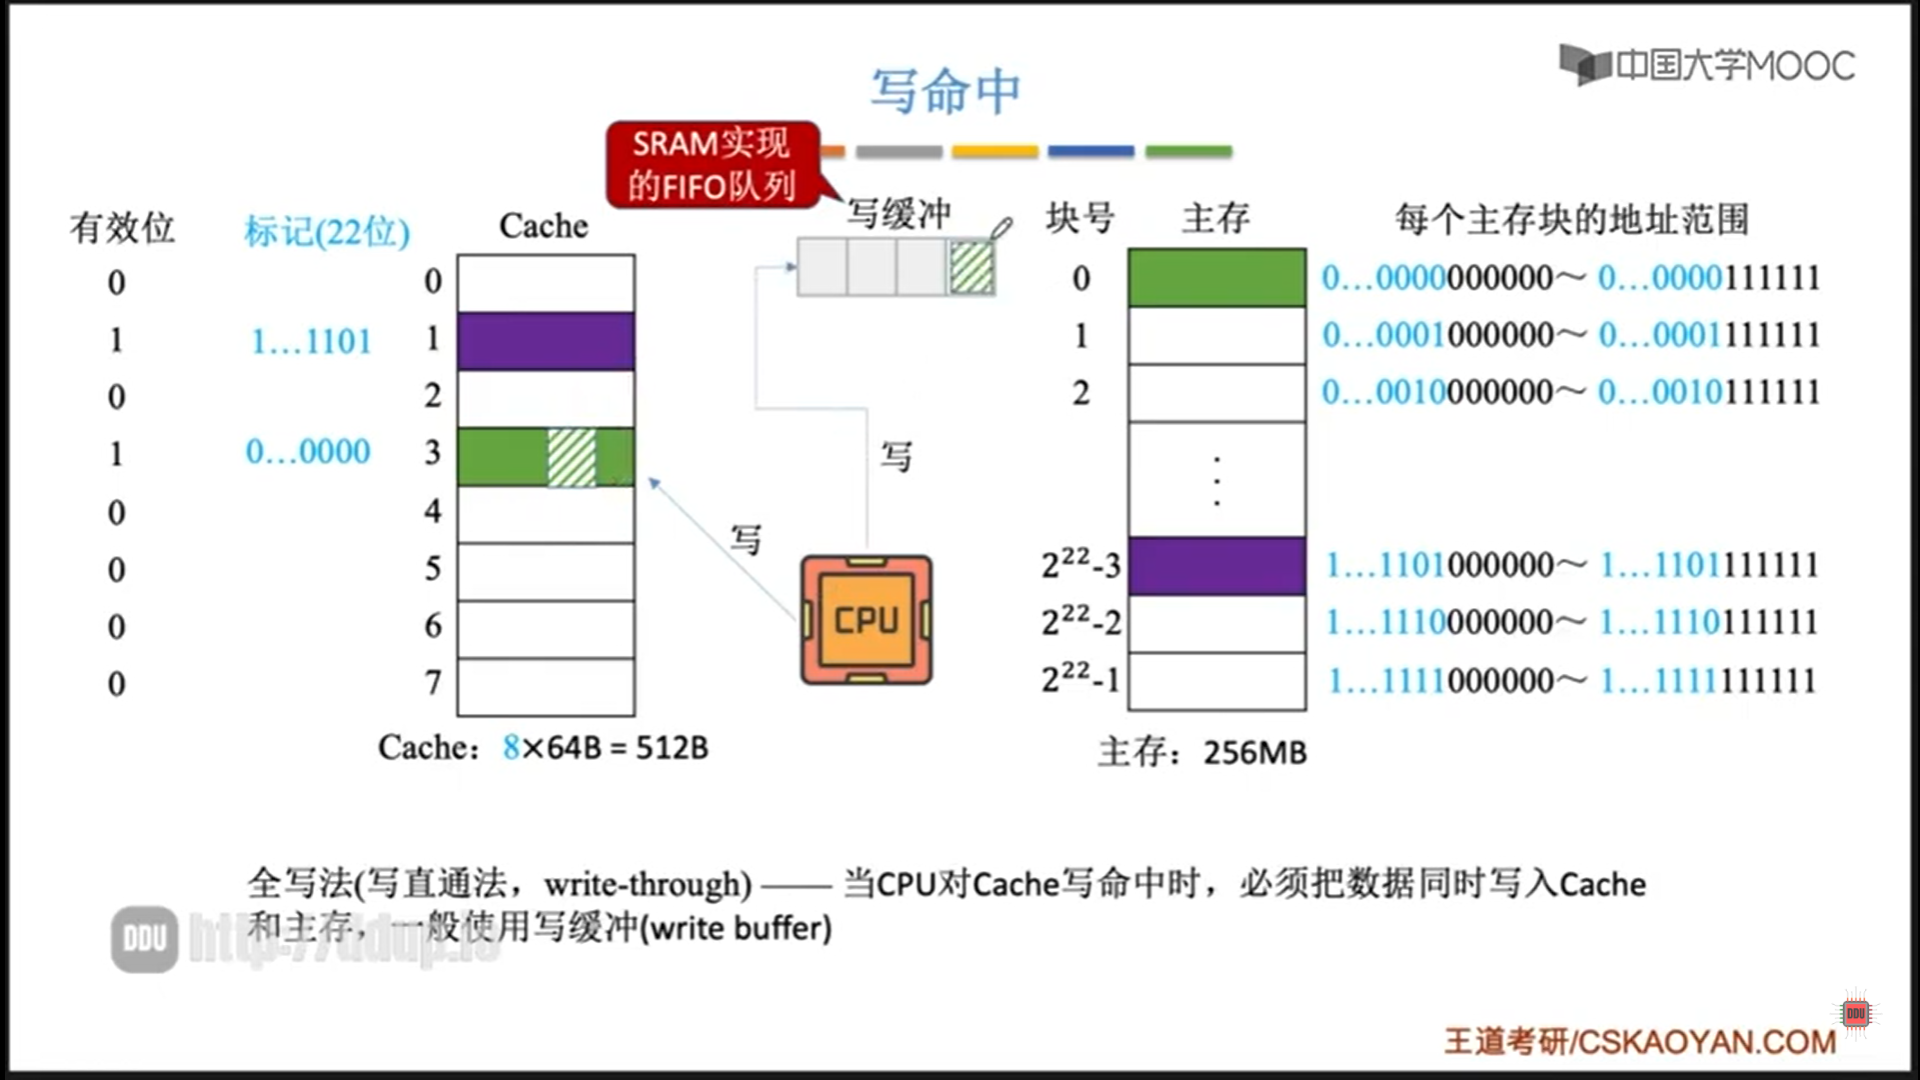 中国大学MOOC
写命中
SRAM实现
的FIFO队列
写缓冲
有效位 标记(22位) Cache 块号 主存 每个主存块的地址范围
0 0 0 0...0000000000～ 0...0000111111
1 1...1101 1 1 0...0001000000～ 0...0001111111
0 2 2 0...0010000000～ 0...0010111111
1 0...0000 3 写 ⋮
0 4 写
0 5 2²²-3 1...1101000000～ 1...1101111111
CPU
0 6 2²²-2 1...1110000000～ 1...1110111111
0 7 2²²-1 1...1111000000～ 1...1111111111
Cache：8×64B = 512B 主存：256MB
全写法(写直通法，write-through) —— 当CPU对Cache写命中时，必须把数据同时写入Cache
和主存，一般使用写缓冲(write buffer)
DDU http://ddup.io
DDU
王道考研/CSKAOYAN.COM